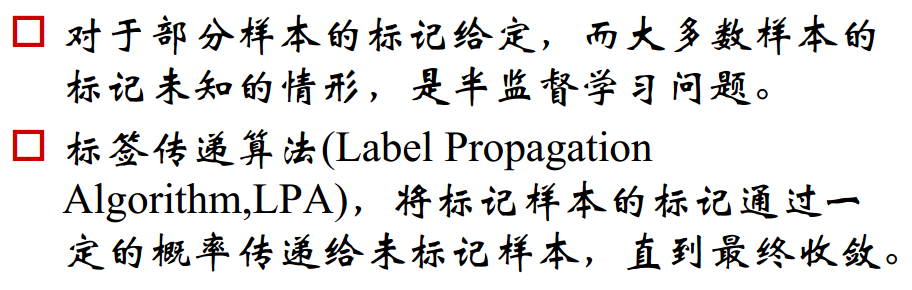 对于部分样本的标记给定，而大多数样本的
标记未知的情形，是半监督学习问题。
标签传递算法(Label Propagation
Algorithm,LPA)，将标记样本的标记通过一
定的概率传递给未标记样本，直到最终收敛。